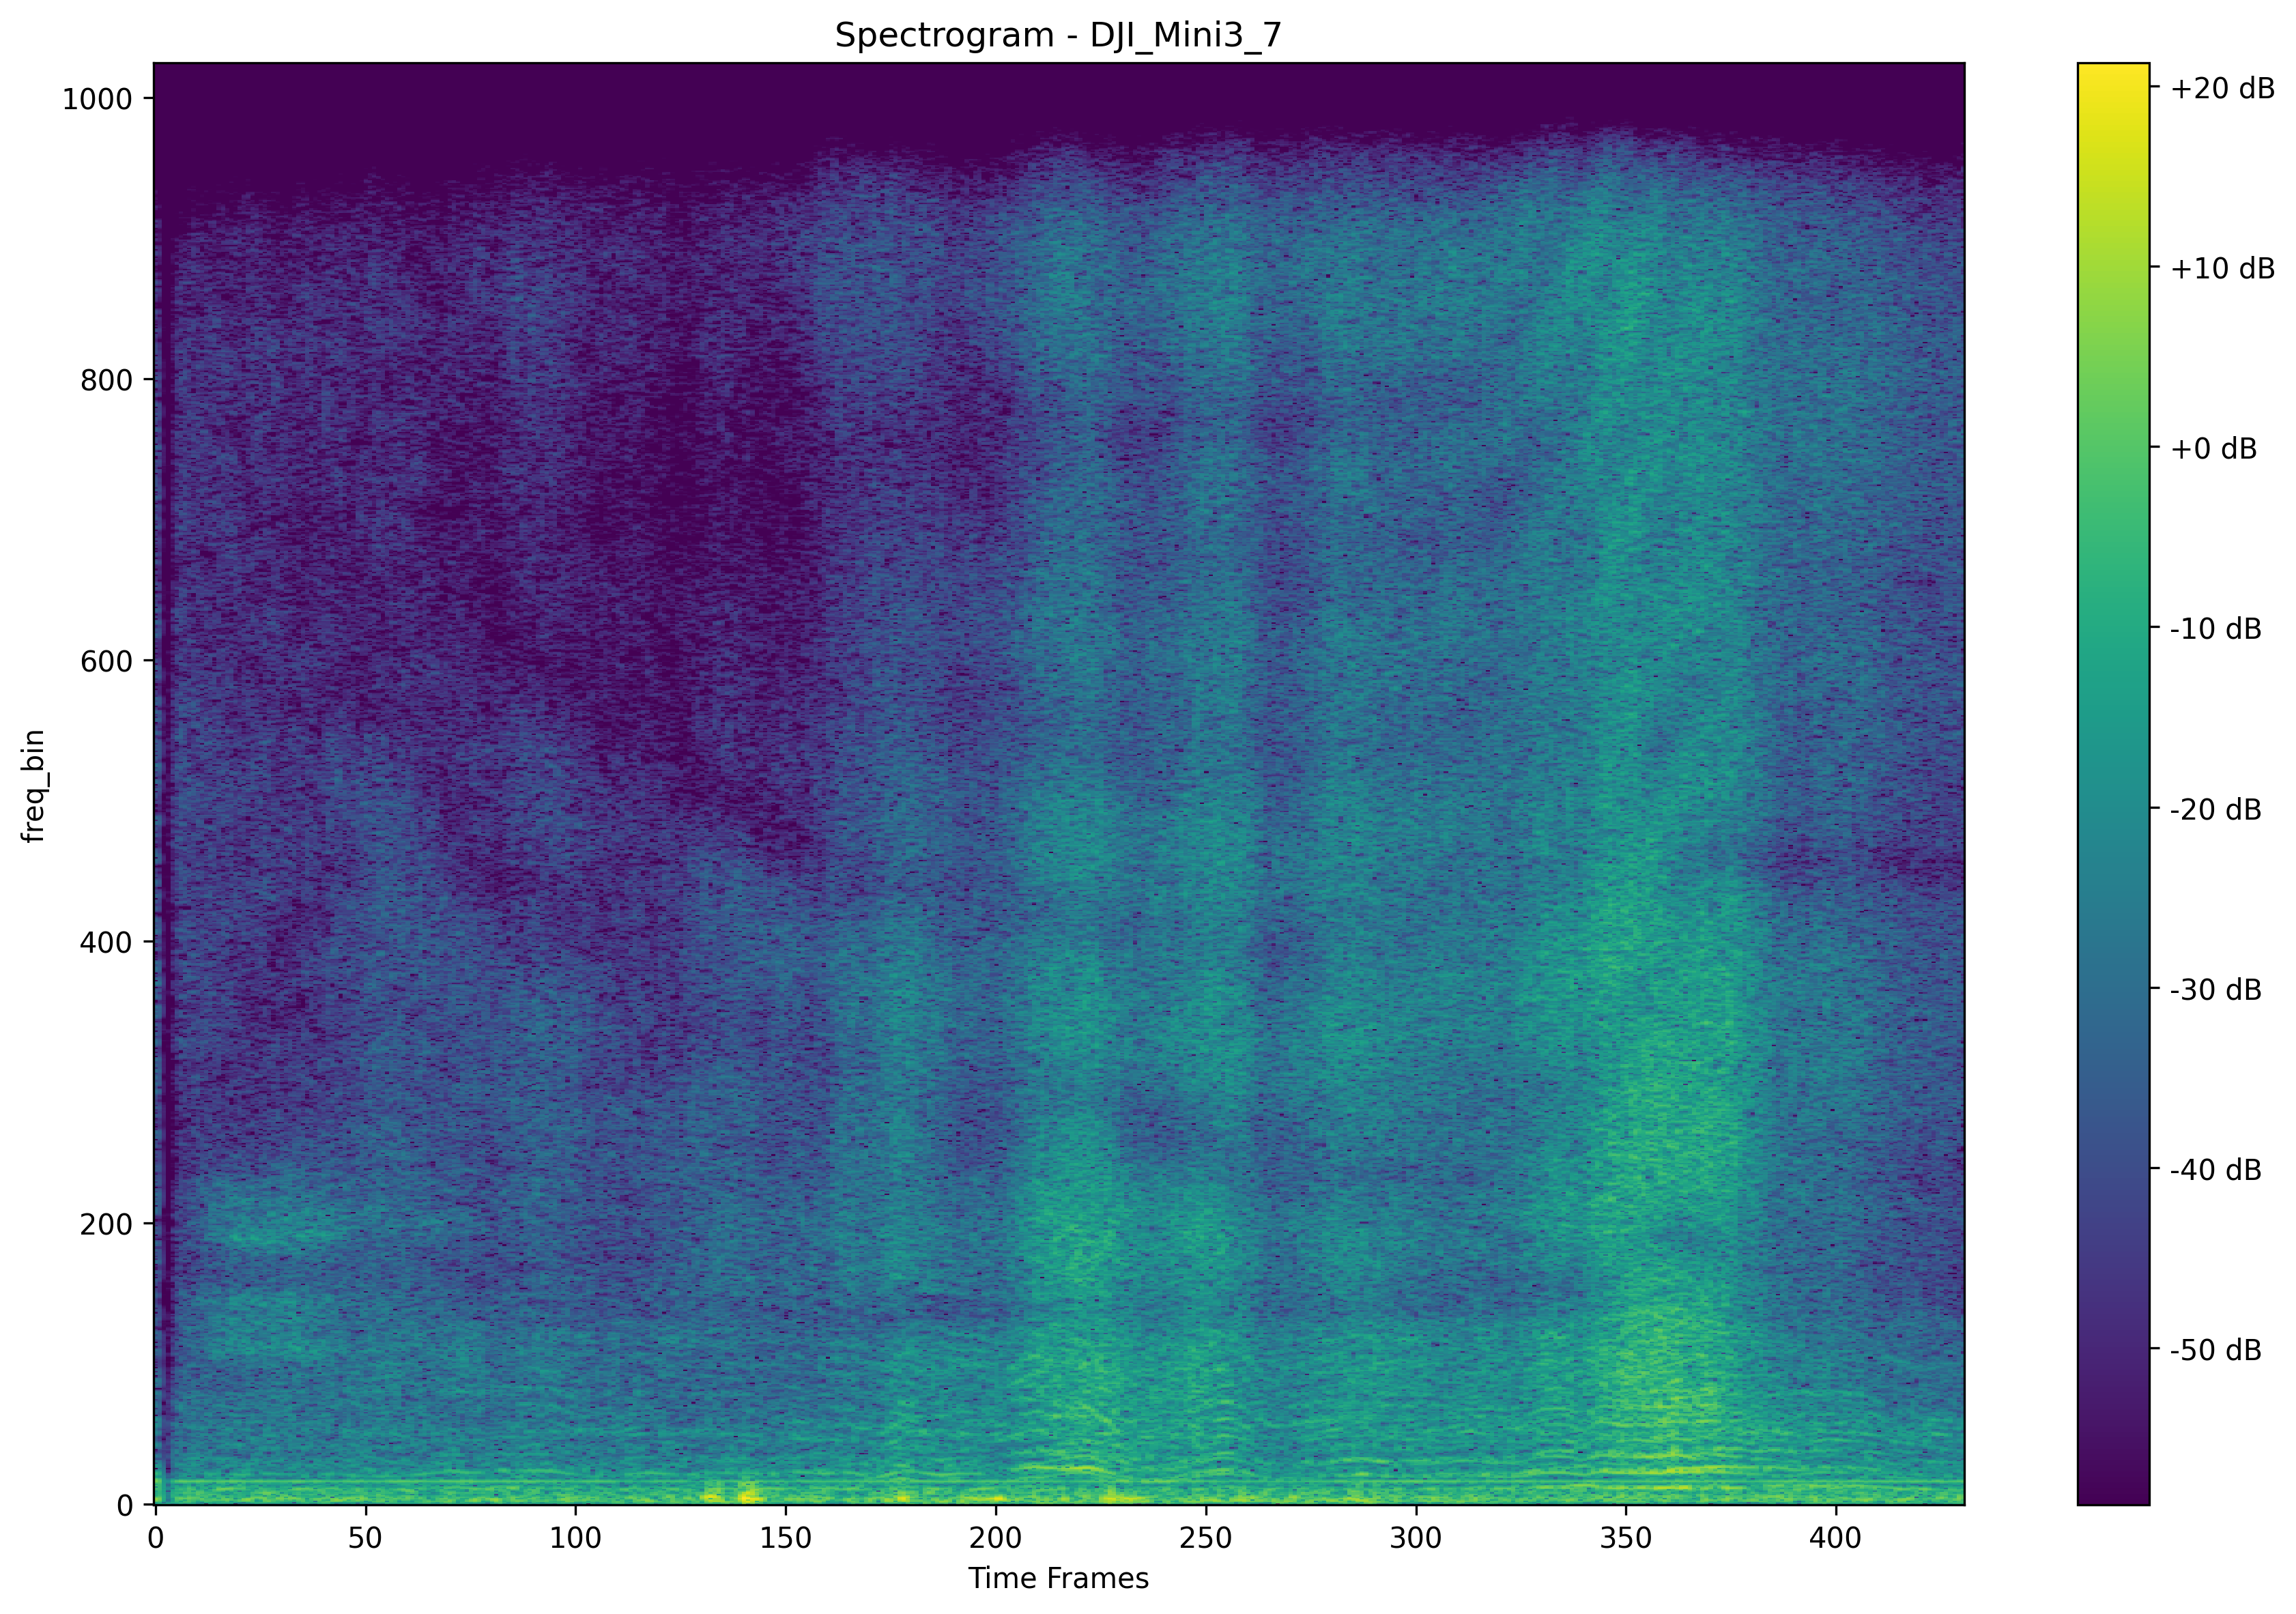 Spectrogram - DJI_Mini3_7
1000
800
600
400
200
0
freq_bin
0 50 100 150 200 250 300 350 400
Time Frames
+20 dB
+10 dB
+0 dB
-10 dB
-20 dB
-30 dB
-40 dB
-50 dB